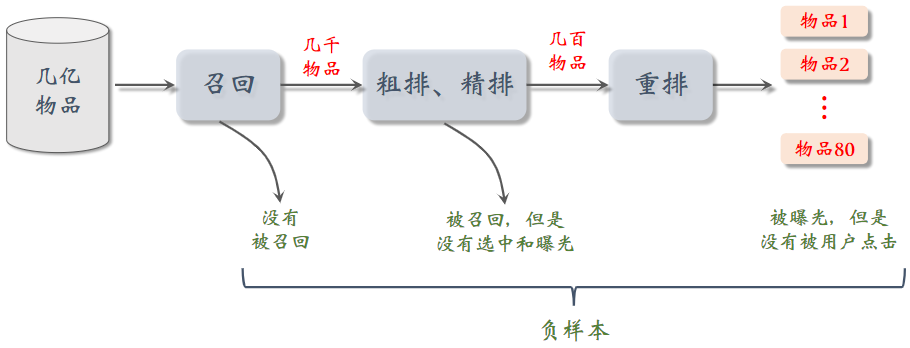 几亿
物品
召回
几千
物品
粗排、精排
几百
物品
重排
物品1
物品2
物品80
没有
被召回
被召回，但是
没有选中和曝光
被曝光，但是
没有被用户点击
负样本